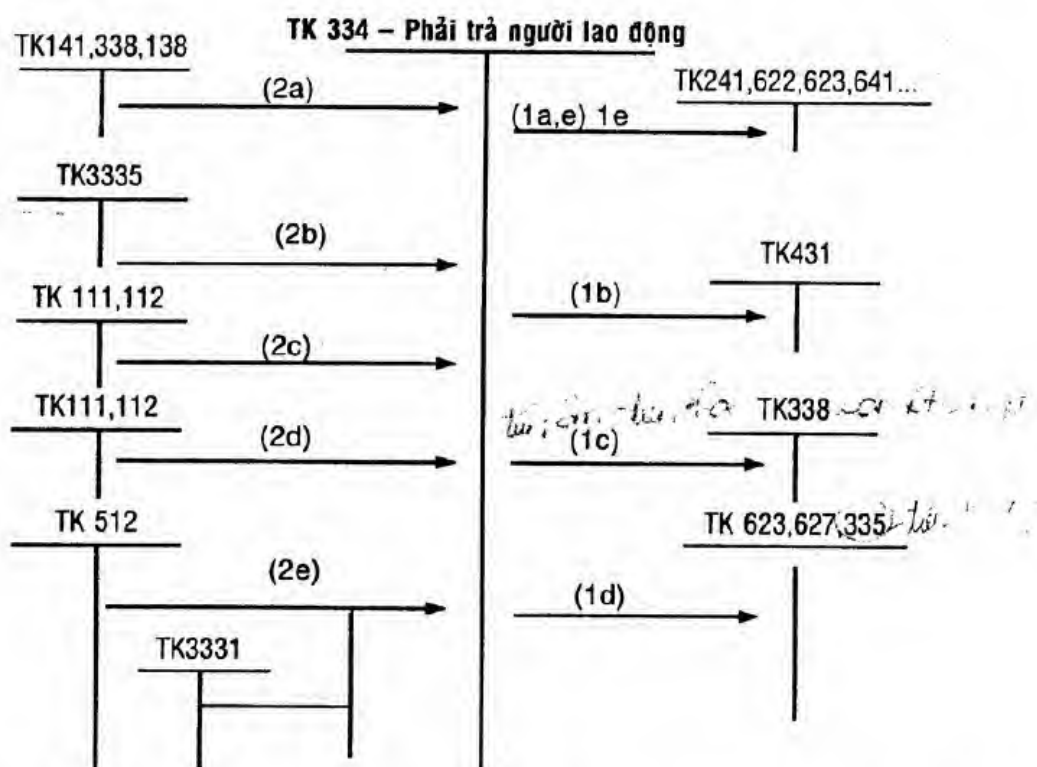 TK 334 – Phải trả người lao động
TK141,338,138
(2a)
TK241,622,623,641...
(1a,e) 1e
TK3335
(2b)
TK431
(1b)
TK 111,112
(2c)
TK111,112
(2d)
TK338
(1c)
TK 512
TK 623,627,335
(2e)
(1d)
TK3331